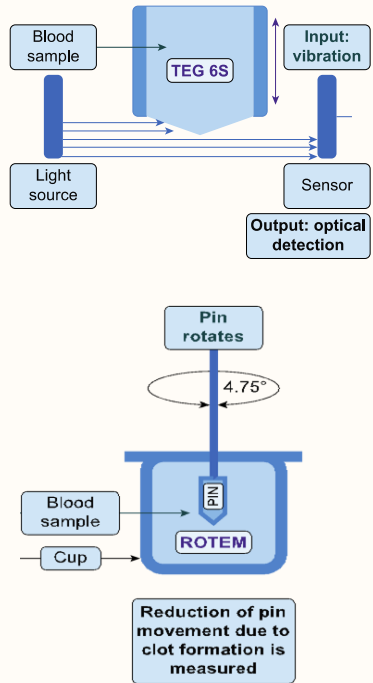 Blood
sample
TEG 6S
Input:
vibration
Light
source
Sensor
Output: optical
detection
Pin
rotates
4.75°
PIN
Blood
sample
ROTEM
Cup
Reduction of pin
movement due to
clot formation is
measured